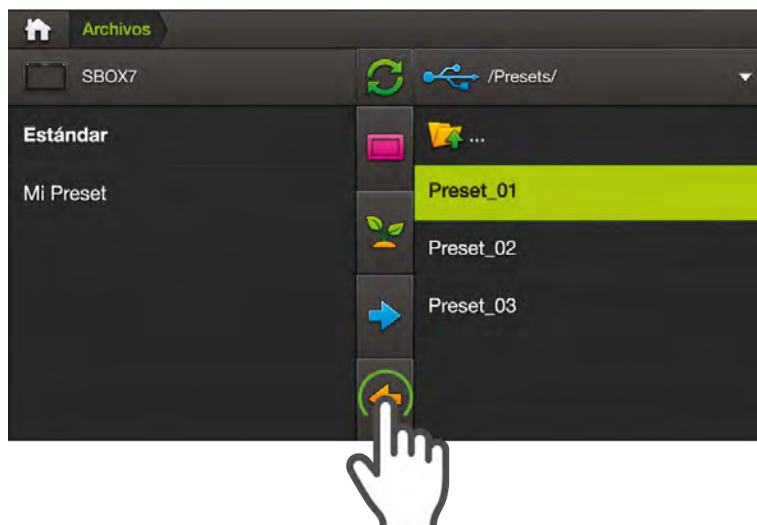 Archivos
SBOX7
/Presets/
Estándar
...
Mi Preset
Preset_01
Preset_02
Preset_03